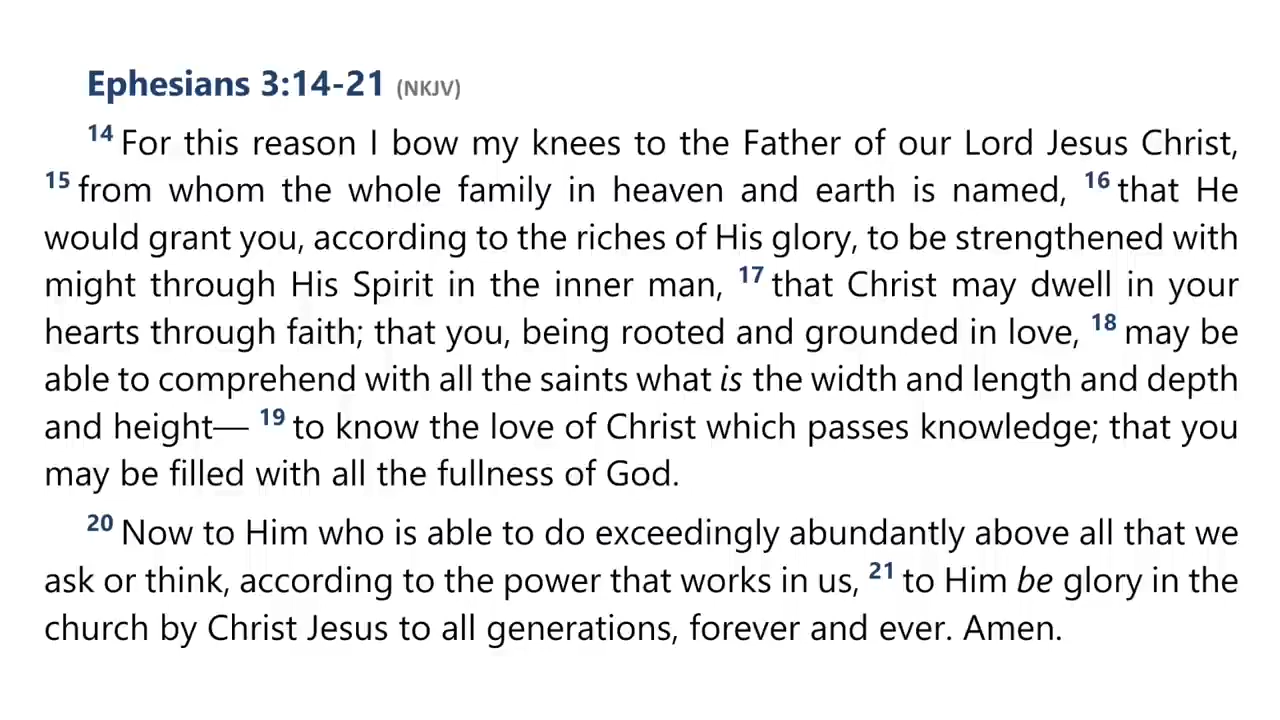 Ephesians 3:14-21 (NKJV)
14 For this reason I bow my knees to the Father of our Lord Jesus Christ,
15 from whom the whole family in heaven and earth is named, 16 that He
would grant you, according to the riches of His glory, to be strengthened with
might through His Spirit in the inner man, 17 that Christ may dwell in your
hearts through faith; that you, being rooted and grounded in love, 18 may be
able to comprehend with all the saints what is the width and length and depth
and height— 19 to know the love of Christ which passes knowledge; that you
may be filled with all the fullness of God.
20 Now to Him who is able to do exceedingly abundantly above all that we
ask or think, according to the power that works in us, 21 to Him be glory in the
church by Christ Jesus to all generations, forever and ever. Amen.